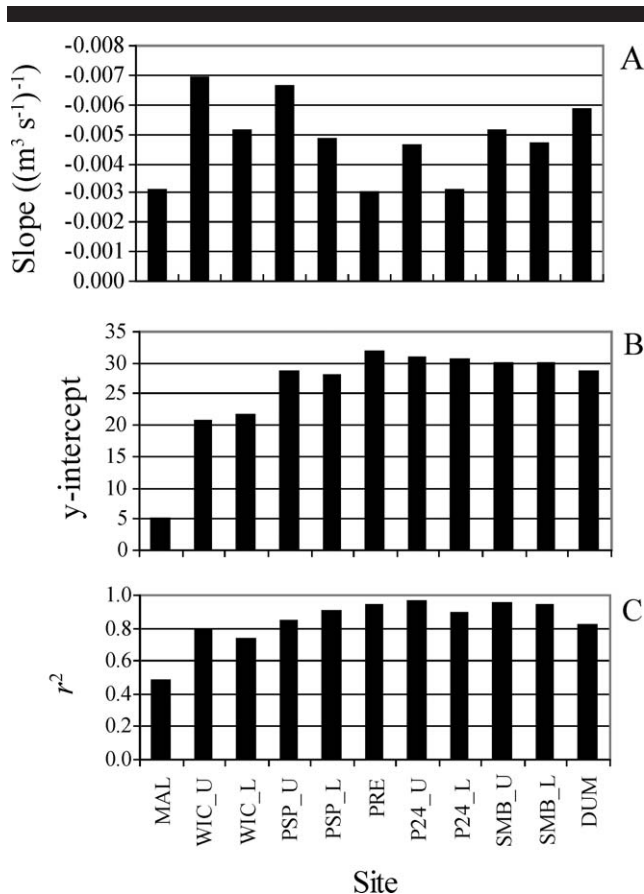 A
Slope ((m³ s⁻¹)⁻¹
-0.008
-0.007
-0.006
-0.005
-0.004
-0.003
-0.002
-0.001
0.000
B
y-intercept
35
30
25
20
15
10
5
0
C
r²
1.0
0.8
0.6
0.4
0.2
0.0
MAL
WIC_U
WIC_L
PSP_U
PSP_L
PRE
P24_U
P24_L
SMB_U
SMB_L
DUM
Site